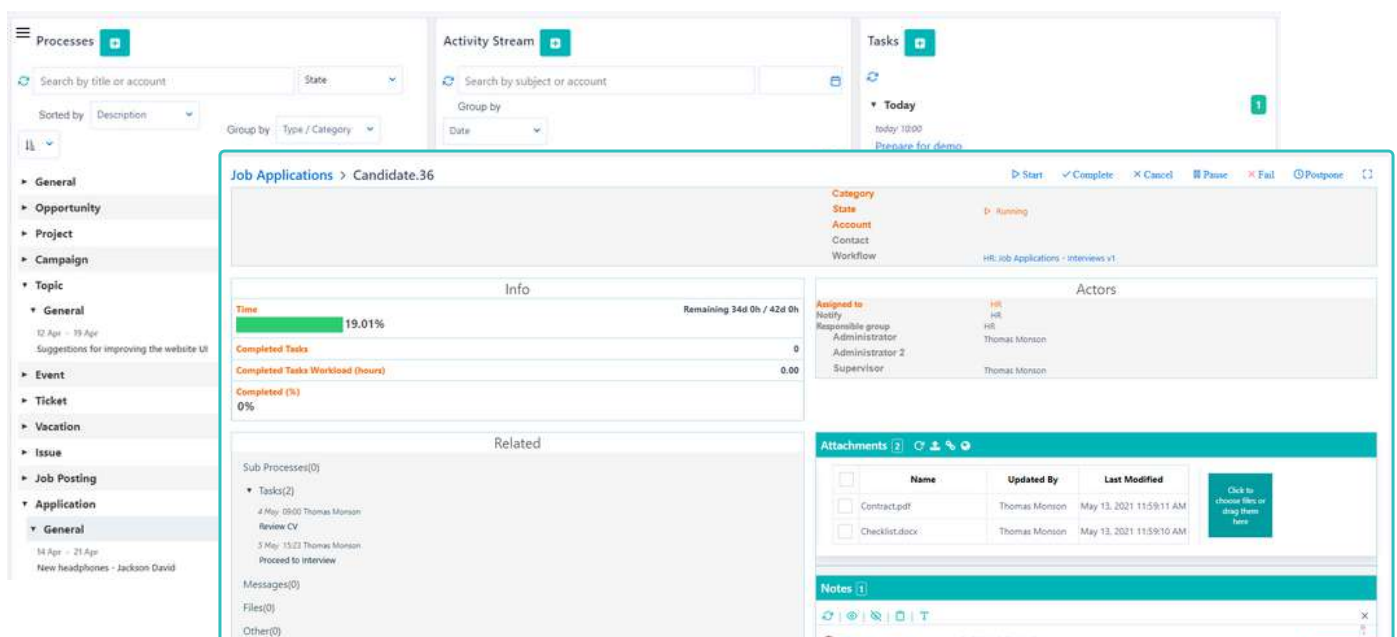 Processes
Search by title or account
State
Sorted by
Description
Group by
Type / Category
General
Opportunity
Project
Campaign
Topic
General
12 Apr - 19 Apr
Suggestions for improving the website UI
Event
Ticket
Vacation
Issue
Job Posting
Application
General
14 Apr - 21 Apr
New headphones - Jackson David
Activity Stream
Search by subject or account
Group by
Date
Tasks
Today
1
today 10:00
Prepare for demo
Job Applications > Candidate.36
Start
Complete
Cancel
Pause
Fail
Postpone
Category
State Running
Account
Contact
Workflow HR: Job Applications - Interviews v1
Info
Time Remaining 34d 0h / 42d 0h
19.01%
Completed Tasks 0
Completed Tasks Workload (hours) 0.00
Completed (%)
0%
Actors
Assigned to HR
Notify HR
Responsible group HR
Administrator Thomas Monson
Administrator 2
Supervisor Thomas Monson
Related
Sub Processes(0)
Tasks(2)
4 May 09:00 Thomas Monson
Review CV
5 May 15:23 Thomas Monson
Proceed to interview
Messages(0)
Files(0)
Other(0)
Attachments 2
Name Updated By Last Modified
Contract.pdf Thomas Monson May 13, 2021 11:59:11 AM
Checklist.docx Thomas Monson May 13, 2021 11:59:10 AM
Click to
choose files or
drag them
here
Notes 1